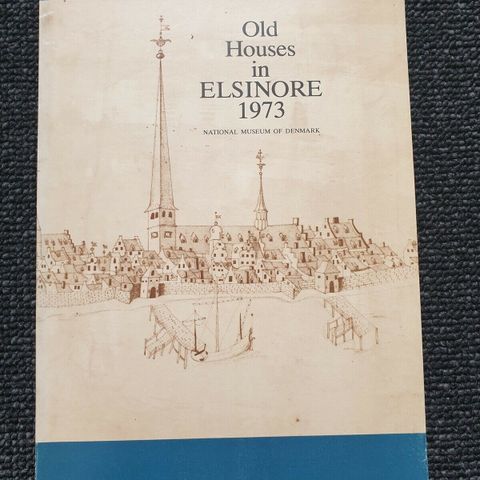 Old
Houses
in
ELSINORE
1973
NATIONAL MUSEUM OF DENMARK